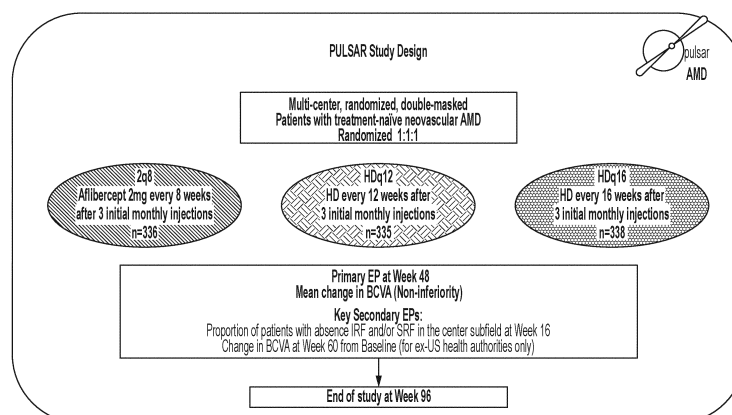 PULSAR Study Design
pulsar
AMD
Multi-center, randomized, double-masked
Patients with treatment-naïve neovascular AMD
Randomized 1:1:1
2q8
Aflibercept 2mg every 8 weeks
after 3 initial monthly injections
n=336
HDq12
HD every 12 weeks after
3 initial monthly injections
n=335
HDq16
HD every 16 weeks after
3 initial monthly injections
n=338
Primary EP at Week 48
Mean change in BCVA (Non-inferiority)
Key Secondary EPs:
Proportion of patients with absence IRF and/or SRF in the center subfield at Week 16
Change in BCVA at Week 60 from Baseline (for ex-US health authorities only)
End of study at Week 96